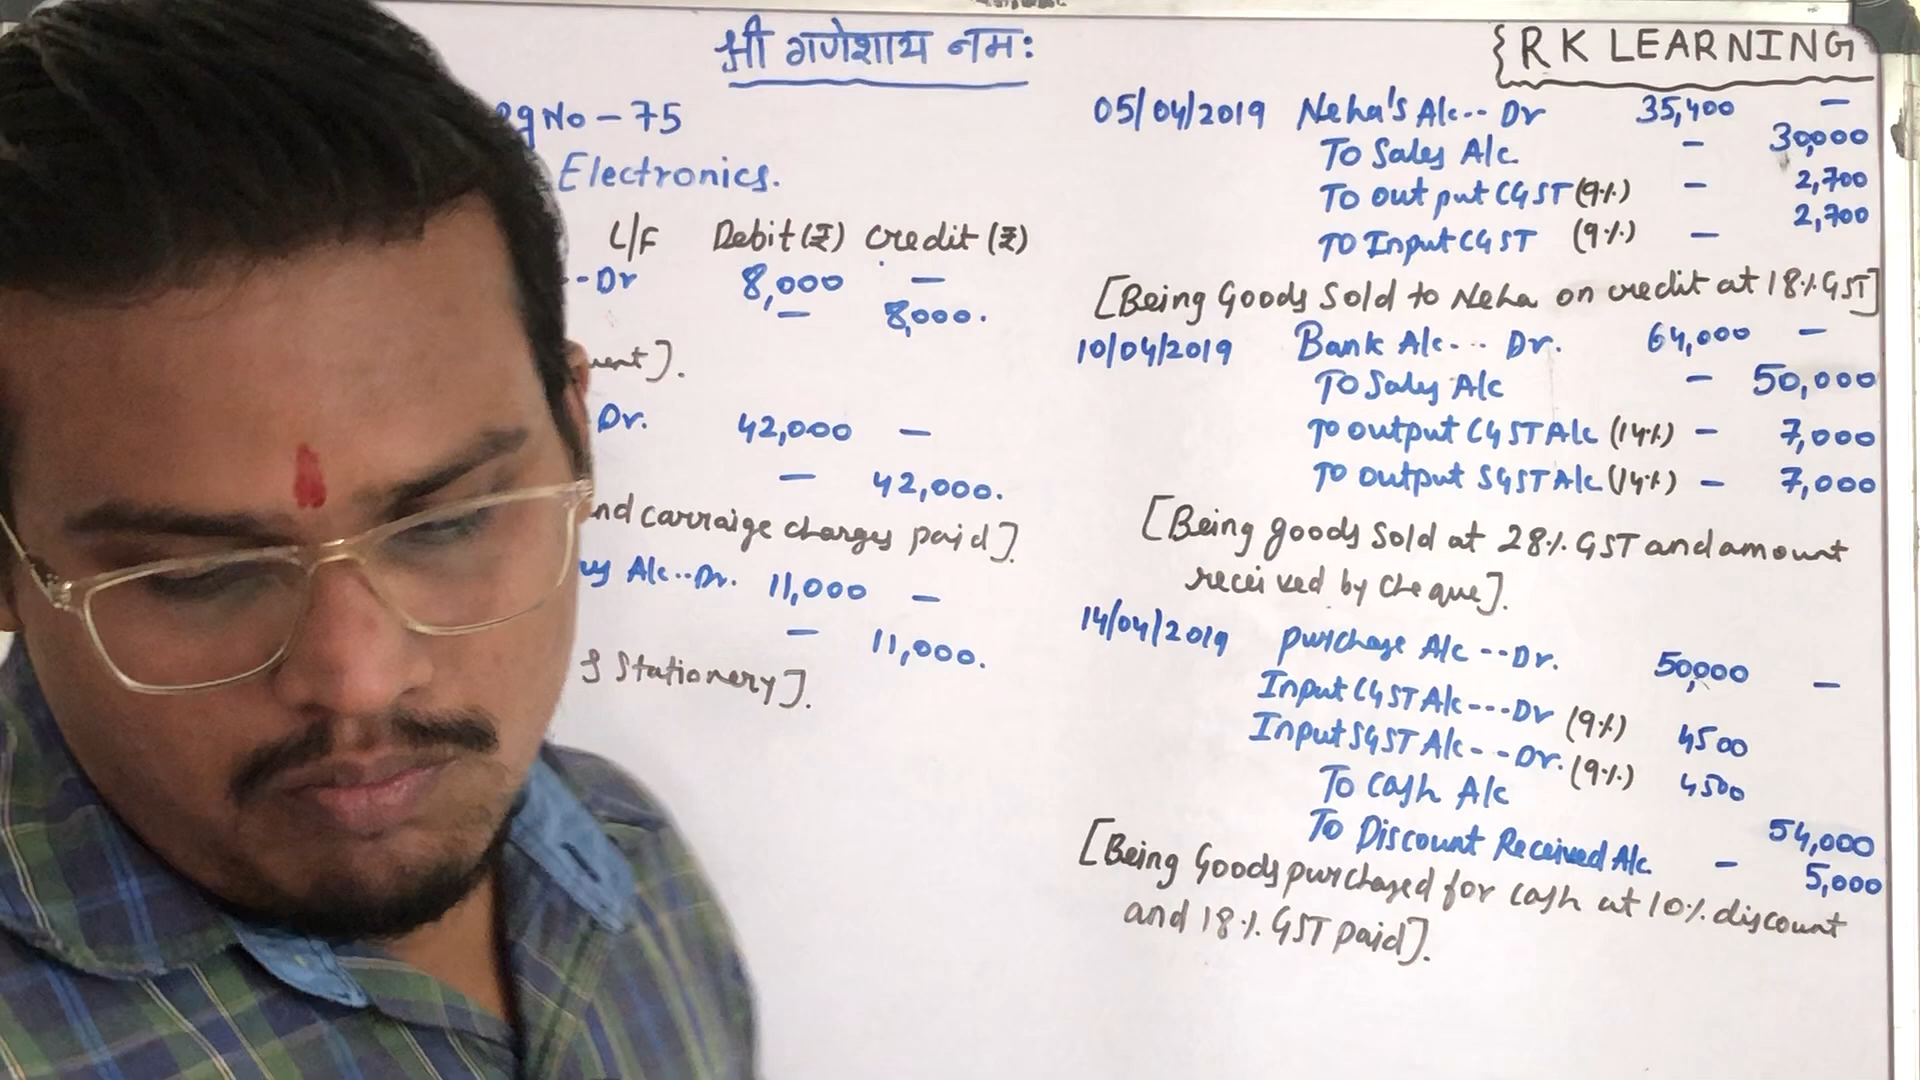 श्री गणेशाय नमः
{RK LEARNING
No - 75
Electronics.
L/F Debit (₹) Credit (₹)
--Dr 8,000 —
— 8,000.
].
Dr. 42,000 —
— 42,000.
nd carraige charges paid].
A/c..Dr. 11,000 —
— 11,000.
Stationery].
05/04/2019 Neha's A/c-- Dr 35,400 —
To Sales A/c — 30,000
To output CGST (9%) — 2,700
To Input CGST (9%) — 2,700
[Being Goods Sold to Neha on credit at 18% GST]
10/04/2019 Bank A/c--- Dr. 64,000 —
To Sales A/c — 50,000
To output CGST A/c (14%) — 7,000
To output SGST A/c (14%) — 7,000
[Being goods Sold at 28% GST and amount
received by Cheque].
14/04/2019 purchase A/c --Dr. 50,000 —
Input CGST A/c---Dr (9%) 4500
Input SGST A/c---Dr. (9%) 4500
To Cash A/c 54,000
To Discount Received A/c — 5,000
[Being Goods purchased for cash at 10% discount
and 18% GST paid].